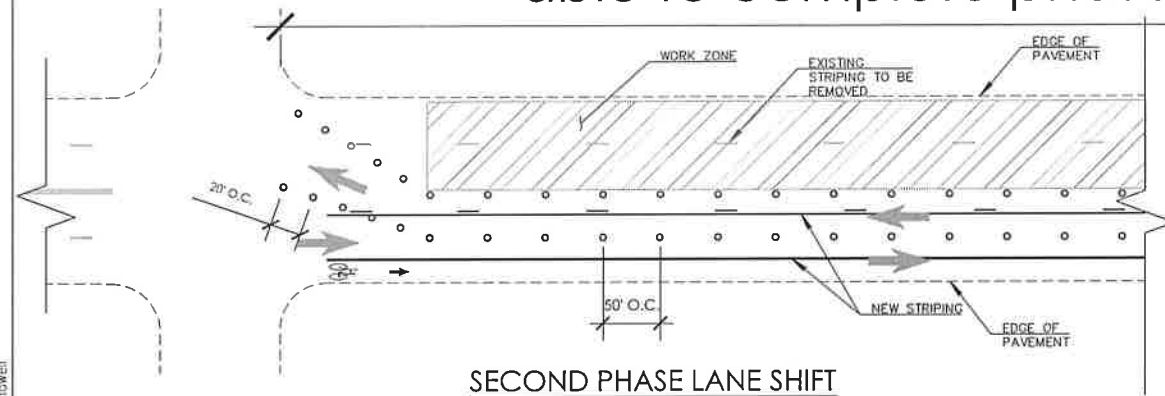 EDGE OF
PAVEMENT
WORK ZONE
EXISTING
STRIPING TO BE
REMOVED
20' O.C.
50' O.C.
NEW STRIPING
EDGE OF
PAVEMENT
SECOND PHASE LANE SHIFT